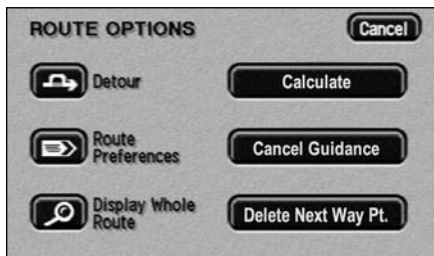 ROUTE OPTIONS
Cancel
Detour
Calculate
Route
Preferences
Cancel Guidance
Display Whole
Route
Delete Next Way Pt.